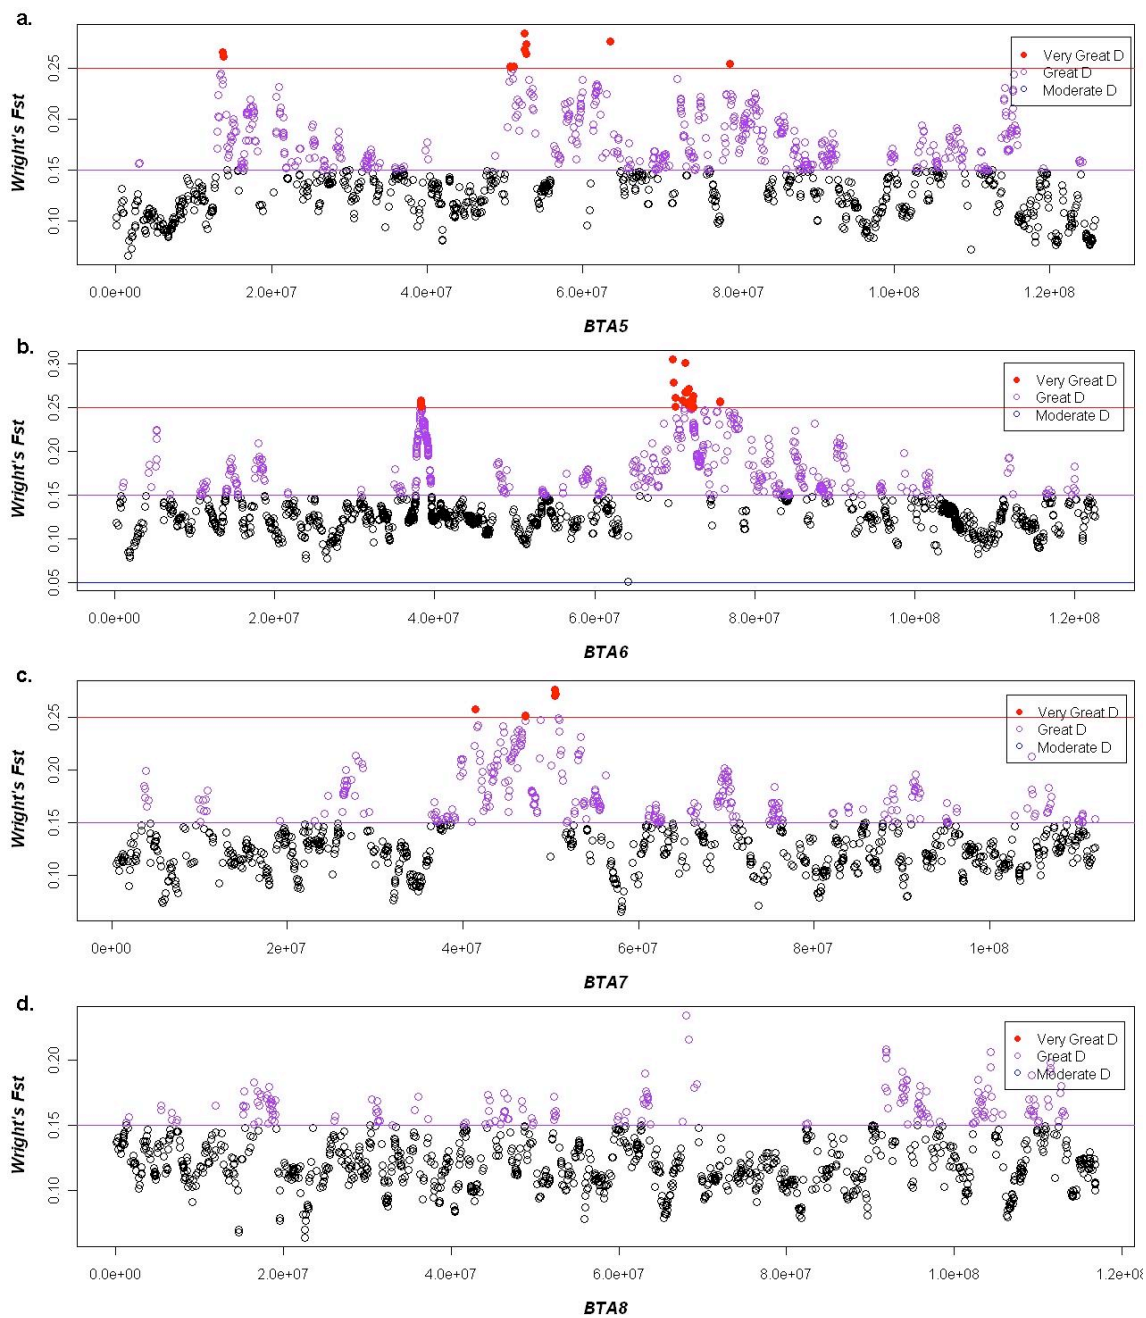 a.
Wright's Fst
0.25
0.20
0.15
0.10
Very Great D
Great D
Moderate D
0.0e+00 2.0e+07 4.0e+07 6.0e+07 8.0e+07 1.0e+08 1.2e+08
BTA5
b.
Wright's Fst
0.30
0.25
0.20
0.15
0.10
0.05
Very Great D
Great D
Moderate D
0.0e+00 2.0e+07 4.0e+07 6.0e+07 8.0e+07 1.0e+08 1.2e+08
BTA6
c.
Wright's Fst
0.25
0.20
0.15
0.10
Very Great D
Great D
Moderate D
0e+00 2e+07 4e+07 6e+07 8e+07 1e+08
BTA7
d.
Wright's Fst
0.20
0.15
0.10
Very Great D
Great D
Moderate D
0.0e+00 2.0e+07 4.0e+07 6.0e+07 8.0e+07 1.0e+08 1.2e+08
BTA8